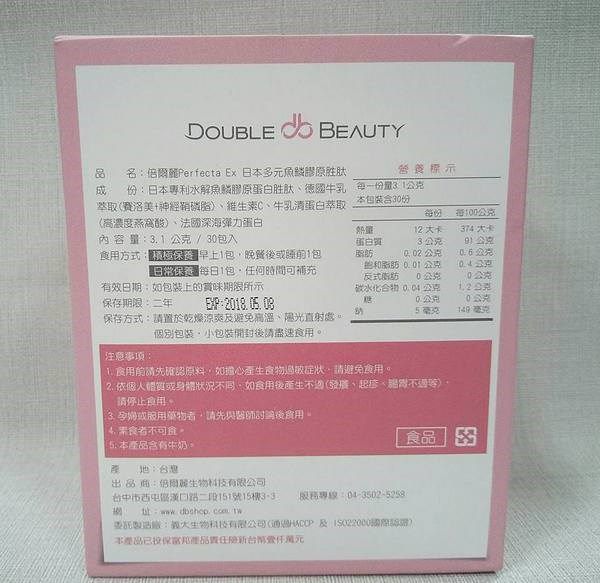 DOUBLE db BEAUTY
品　　名：倍爾麗Perfecta Ex 日本多元魚鱗膠原胜肽
成　　份：日本專利水解魚鱗膠原蛋白胜肽、德國牛乳
萃取(賽洛美+神經鞘磷脂)、維生素C、牛乳清蛋白萃取
(高濃度燕窩酸)、法國深海彈力蛋白
內 容 量：3.1 公克 / 30包入
食用方式：積極保養 早上1包，晚餐後或睡前1包
日常保養 每日1包，任何時間可補充
有效日期：如包裝上的賞味期限所示
保存期限：二年 EXP:2018.05.08
保存方式：請置於乾燥涼爽及避免高溫、陽光直射處。
個別包裝，小包裝開封後請盡速食用。
營養標示
每一份量3.1公克
本包裝含30份
每份 每100公克
熱量 12 大卡 374 大卡
蛋白質 3 公克 91 公克
脂肪 0.02 公克 0.6 公克
飽和脂肪 0.01 公克 0.4 公克
反式脂肪 0 公克 0 公克
碳水化合物 0.04 公克 1.2 公克
糖 0 公克 0 公克
鈉 5 毫克 149 毫克
注意事項：
1. 食用前請先確認原料，如擔心產生食物過敏症狀，請避免食用。
2. 依個人體質或身體狀況不同，如食用後產生不適(發癢、起疹、腸胃不適等)，
請停止食用。
3. 孕婦或服用藥物者，請先與醫師討論後食用。
4. 素食者不可食。
5. 本產品含有牛奶。
食品
產　　地：台灣
出 品 商：倍爾麗生物科技有限公司
台中市西屯區漢口路二段151號15樓3-3 服務專線：04-3502-5258
網　　址：www.dbshop.com.tw
委託製造廠：義大生物科技有限公司(通過HACCP 及 ISO22000國際認證)
本產品已投保富邦產品責任險新台幣壹仟萬元